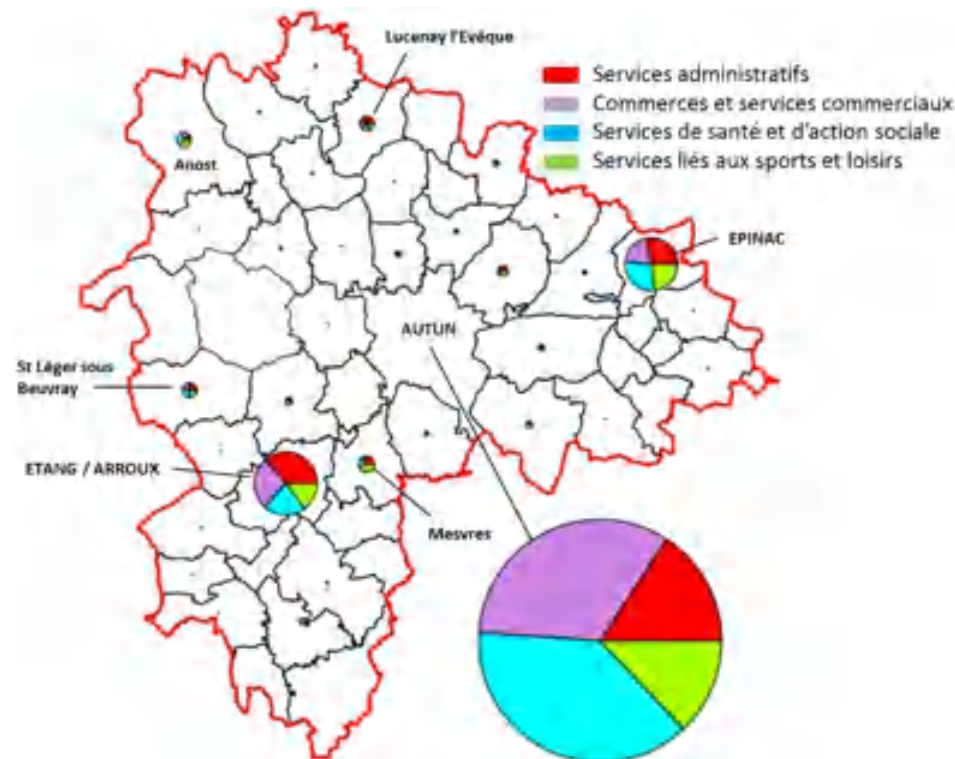 Lucenay l'Evêque
Services administratifs
Commerces et services commerciaux
Services de santé et d'action sociale
Services liés aux sports et loisirs
Anost
EPINAC
AUTUN
St Léger sous
Beuvray
ETANG / ARROUX
Mesvres